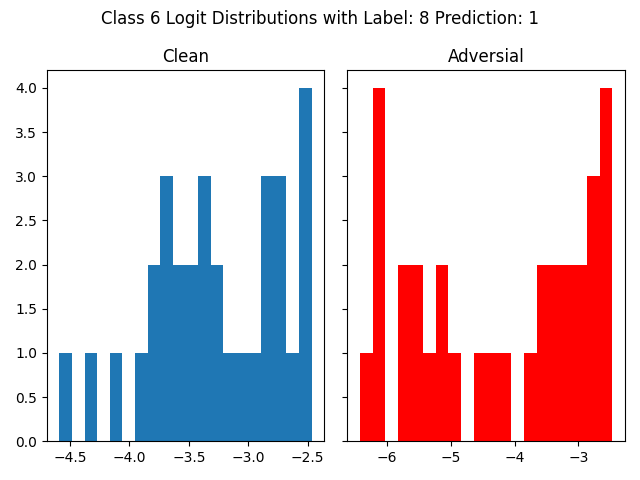 Class 6 Logit Distributions with Label: 8 Prediction: 1
Clean
Adversial
4.0
3.5
3.0
2.5
2.0
1.5
1.0
0.5
0.0
−4.5 −4.0 −3.5 −3.0 −2.5
−6 −5 −4 −3